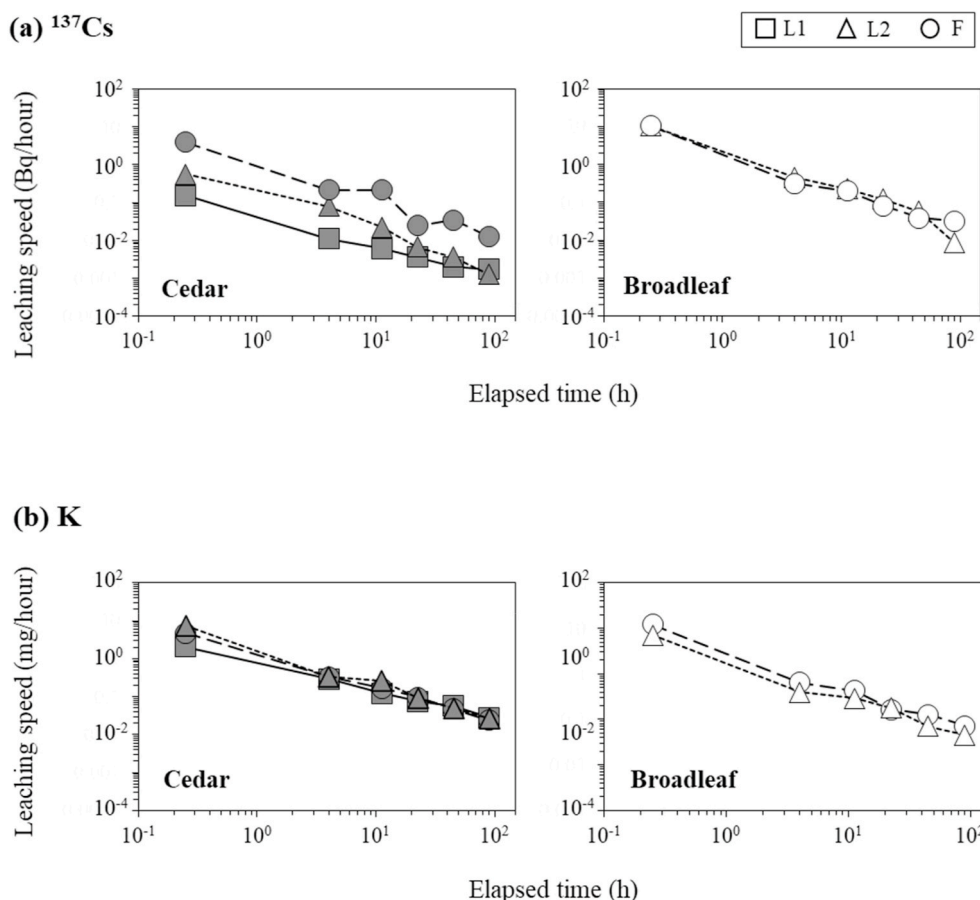 (a) ¹³⁷Cs
L1 L2 F
Leaching speed (Bq/hour)
10² 10⁰ 10⁻² 10⁻⁴
Cedar
10⁻¹ 10⁰ 10¹ 10²
10² 10⁰ 10⁻² 10⁻⁴
Broadleaf
10⁻¹ 10⁰ 10¹ 10²
Elapsed time (h)
(b) K
Leaching speed (mg/hour)
10² 10⁰ 10⁻² 10⁻⁴
Cedar
10⁻¹ 10⁰ 10¹ 10²
10² 10⁰ 10⁻² 10⁻⁴
Broadleaf
10⁻¹ 10⁰ 10¹ 10²
Elapsed time (h)